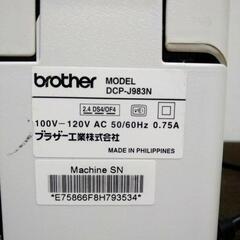 brother
MODEL
DCP-J983N
2.4 DS4/OF4
100V-120V AC 50/60Hz 0.75A
ブラザー工業株式会社
MADE IN PHILIPPINES
Machine SN
*E75866F8H793534*